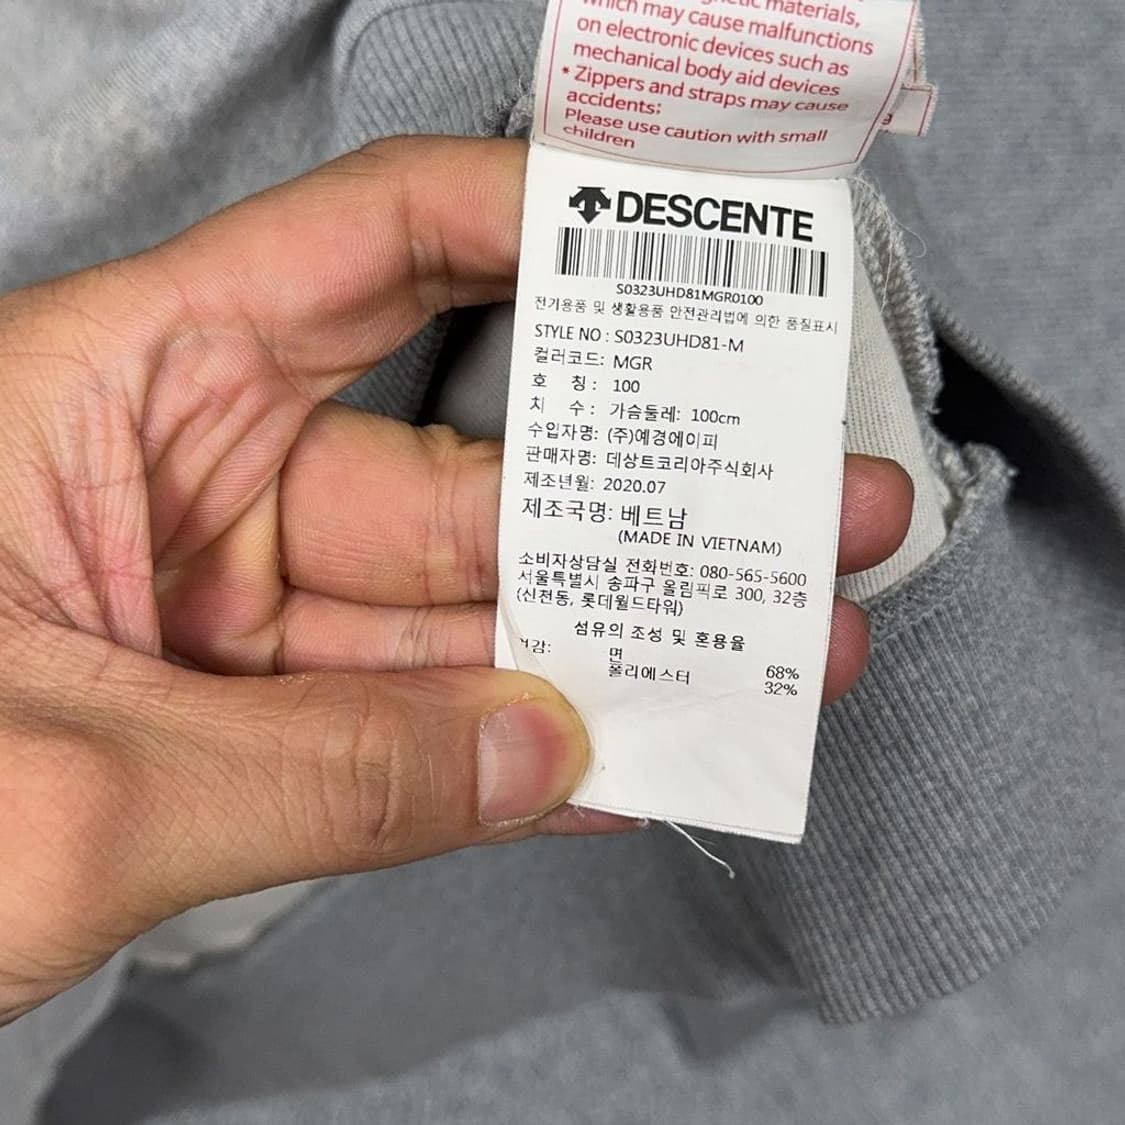 which may cause malfunctions
on electronic devices such as
mechanical body aid devices
* Zippers and straps may cause
accidents;
Please use caution with small
children
DESCENTE
S0323UHD81MGR0100
전기용품 및 생활용품 안전관리법에 의한 품질표시
STYLE NO : S0323UHD81-M
컬러코드: MGR
호 칭 : 100
치 수 : 가슴둘레: 100cm
수입자명: (주)예경에이피
판매자명: 데상트코리아주식회사
제조년월: 2020.07
제조국명: 베트남
(MADE IN VIETNAM)
소비자상담실 전화번호: 080-565-5600
서울특별시 송파구 올림픽로 300, 32층
(신천동, 롯데월드타워)
섬유의 조성 및 혼용율
면 68%
폴리에스터 32%